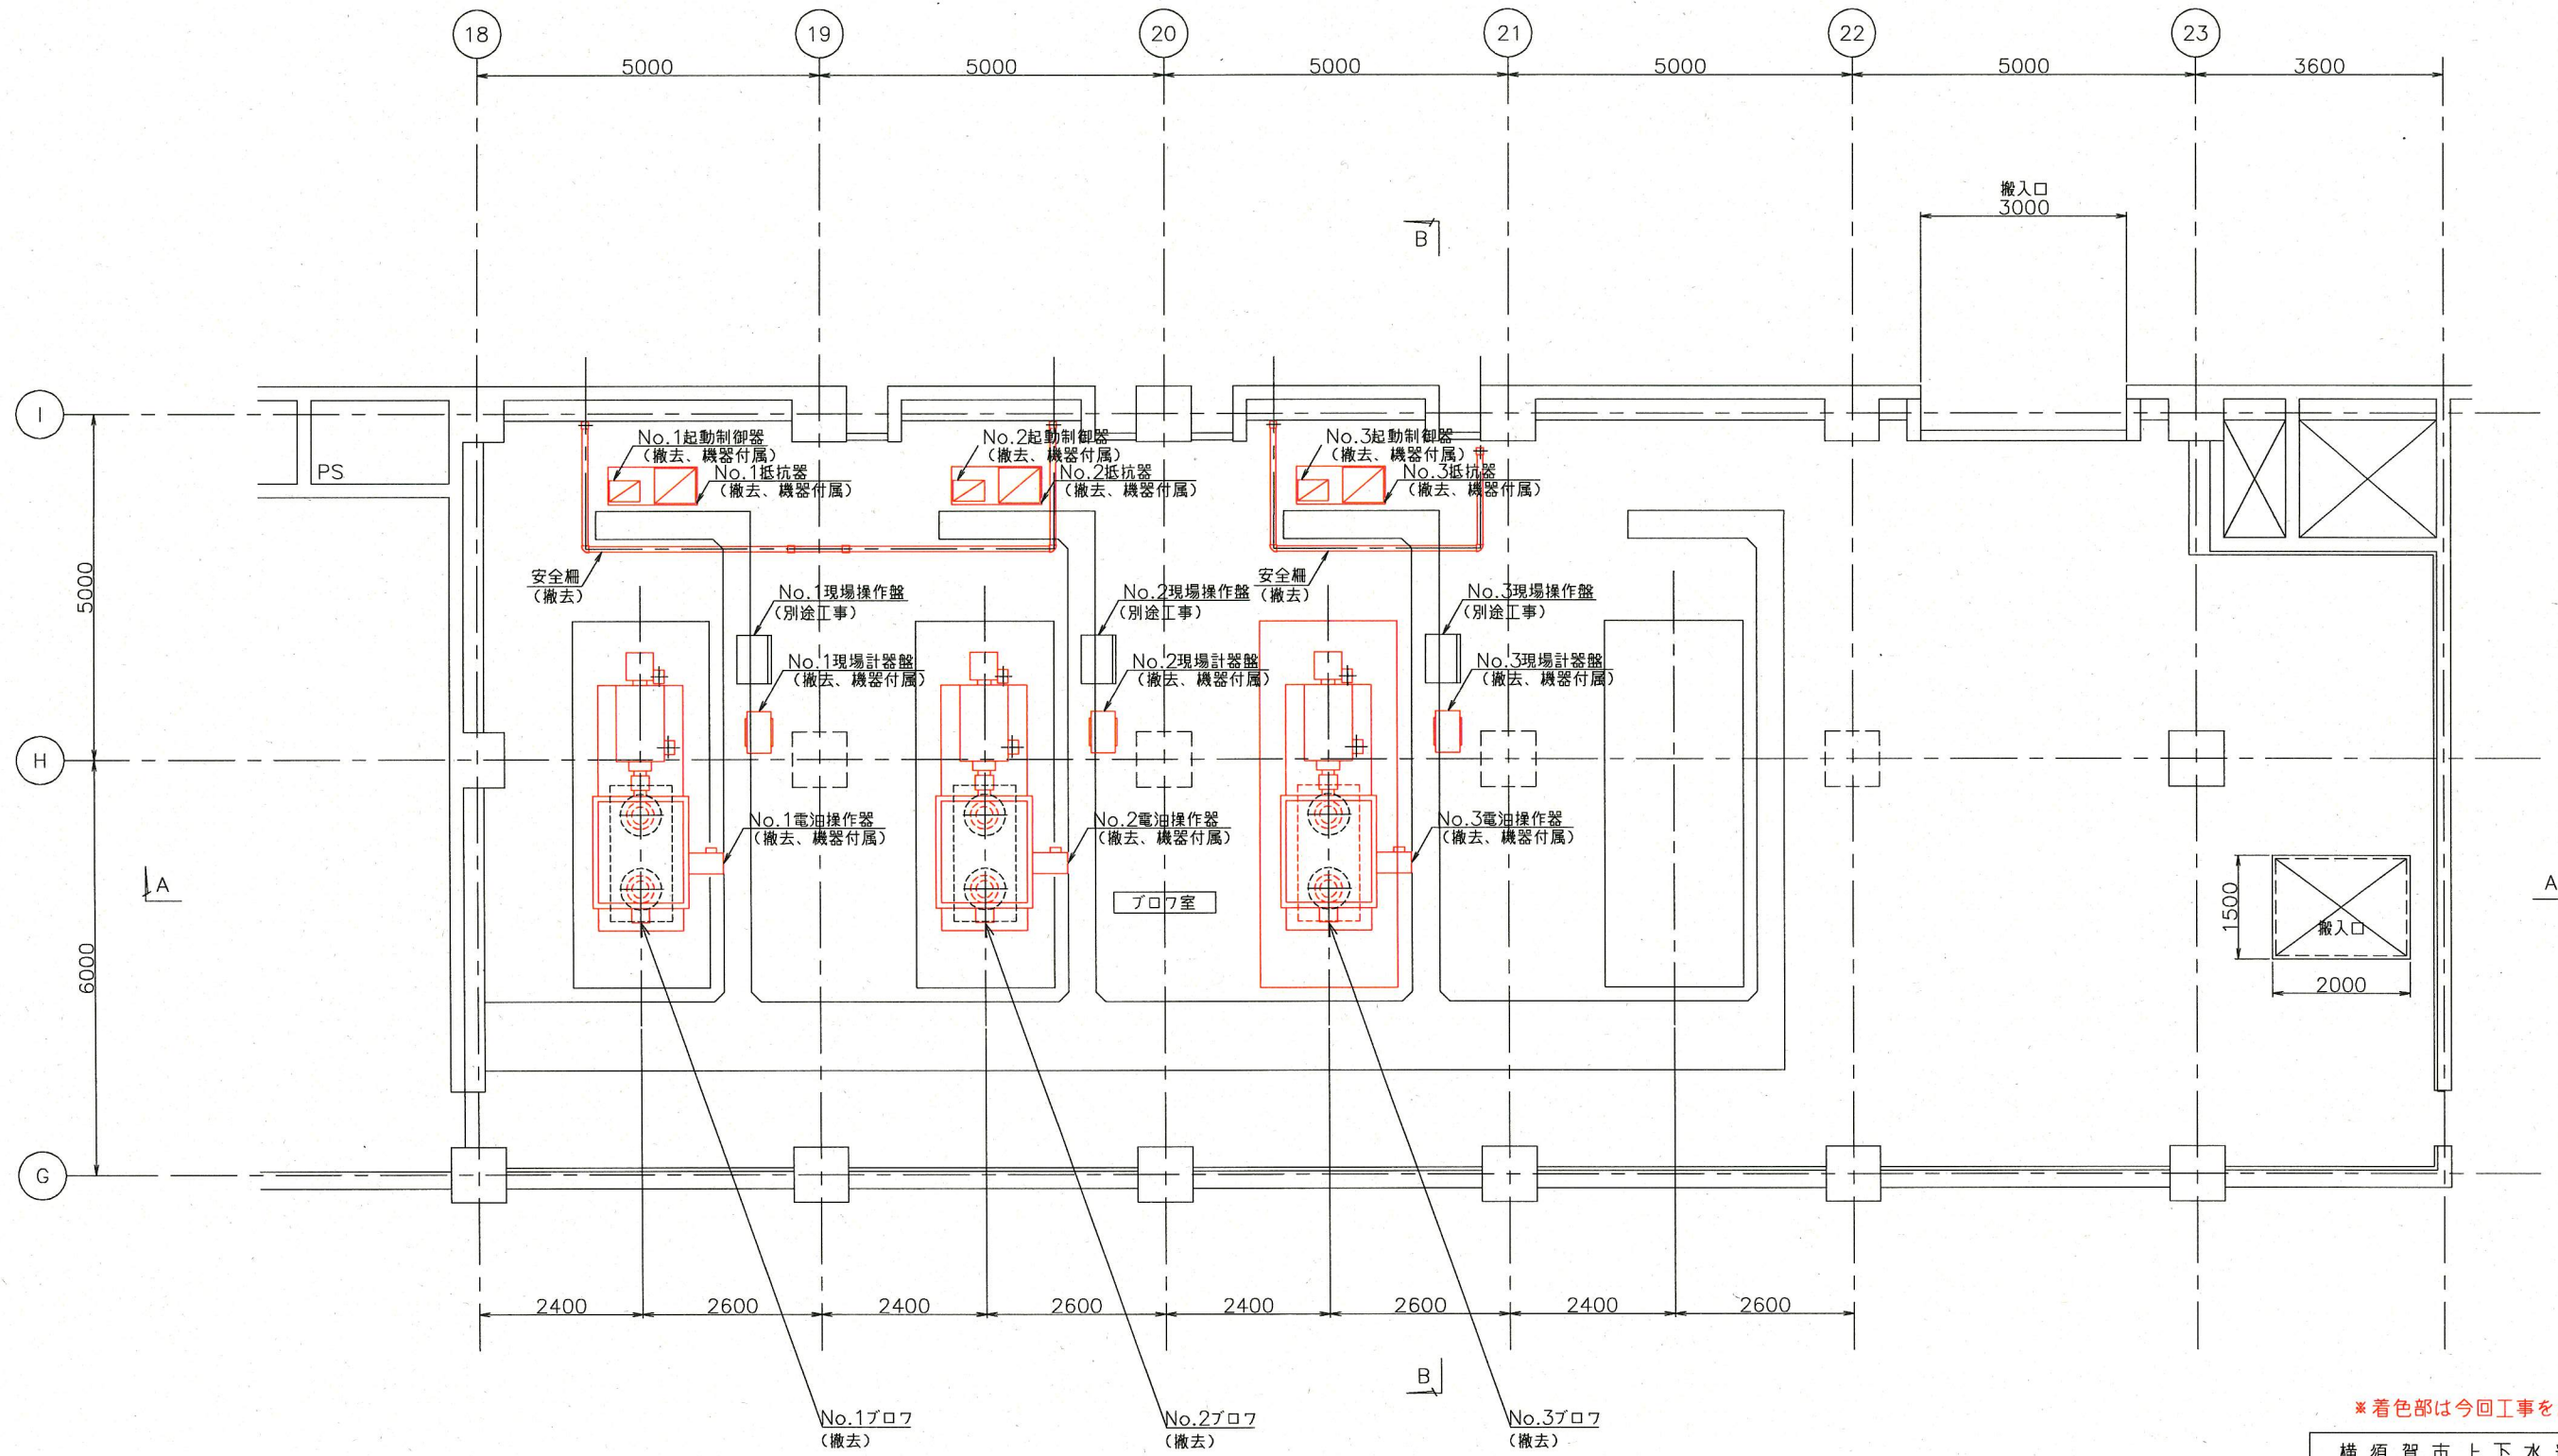 18
19
20
21
22
23
5000
5000
5000
5000
5000
3600
搬入口
3000
B
I
No.1起動制御器
(撤去、機器付属)
No.2起動制御器
(撤去、機器付属)
No.3起動制御器
(撤去、機器付属)
PS
No.1抵抗器
(撤去、機器付属)
No.2抵抗器
(撤去、機器付属)
No.3抵抗器
(撤去、機器付属)
5000
安全柵
(撤去)
安全柵
(撤去)
No.1現場操作盤
(別途工事)
No.2現場操作盤
(別途工事)
No.3現場操作盤
(別途工事)
No.1現場計器盤
(撤去、機器付属)
No.2現場計器盤
(撤去、機器付属)
No.3現場計器盤
(撤去、機器付属)
H
No.1電油操作器
(撤去、機器付属)
No.2電油操作器
(撤去、機器付属)
No.3電油操作器
(撤去、機器付属)
A
A
ブロワ室
1500
搬入口
6000
2000
G
2400
2600
2400
2600
2400
2600
2400
2600
B
No.1ブロワ
(撤去)
No.2ブロワ
(撤去)
No.3ブロワ
(撤去)
※着色部は今回工事を
横須賀市上下水